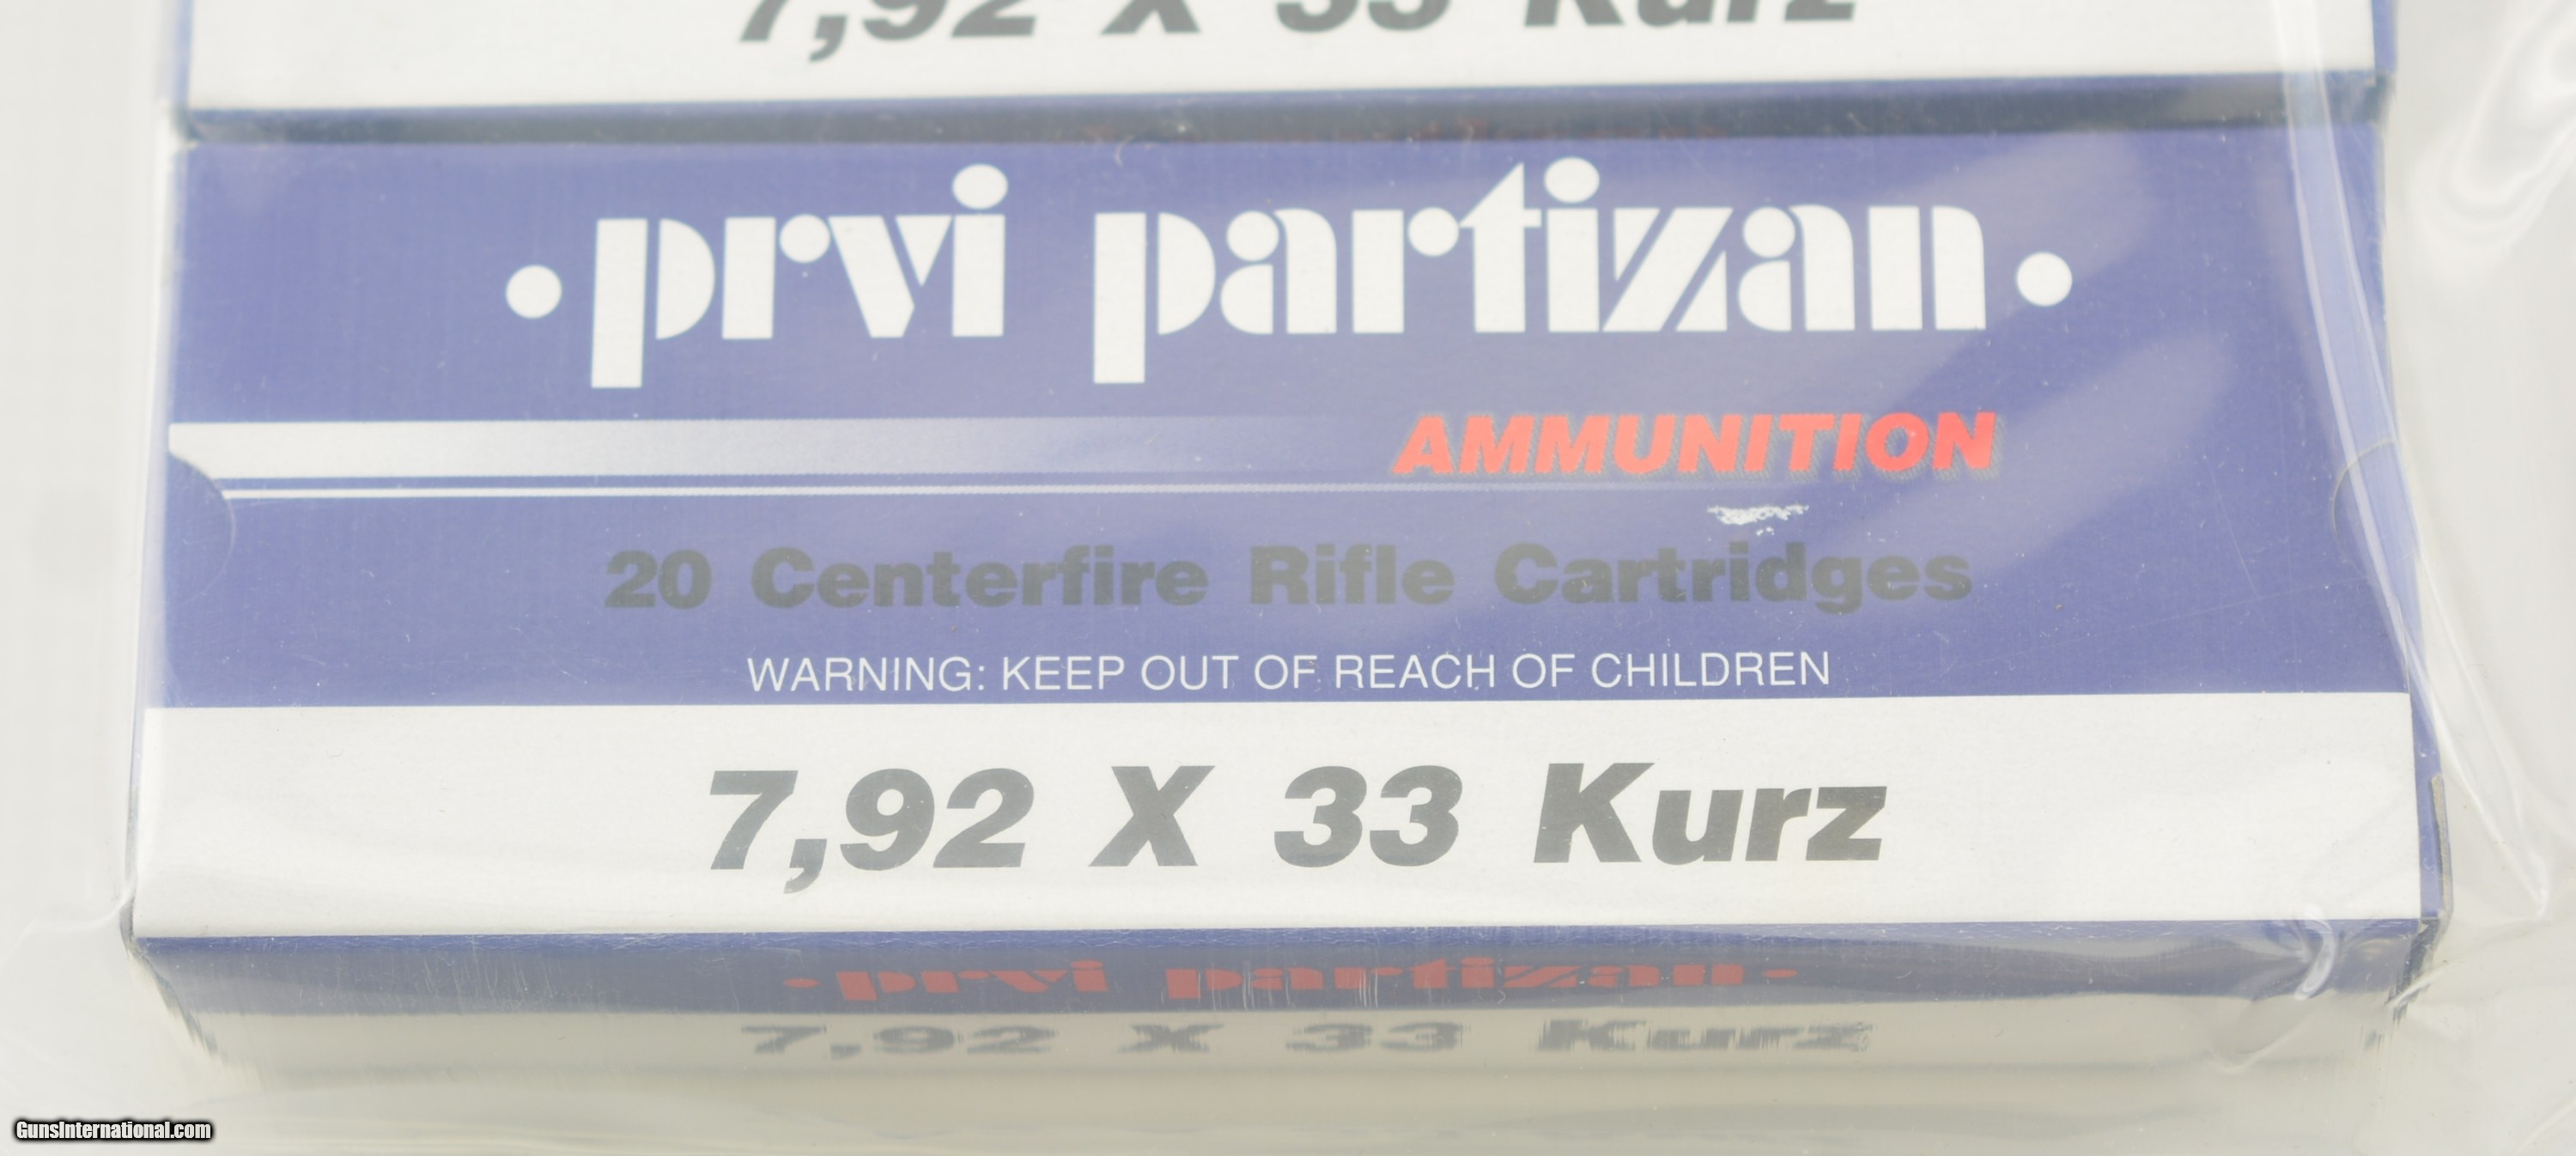 7,92 X 33 Kurz
•prvi partizan•
AMMUNITION
20 Centerfire Rifle Cartridges
WARNING: KEEP OUT OF REACH OF CHILDREN
7,92 X 33 Kurz
•prvi partizan•
7,92 X 33 Kurz
GunsInternational.com